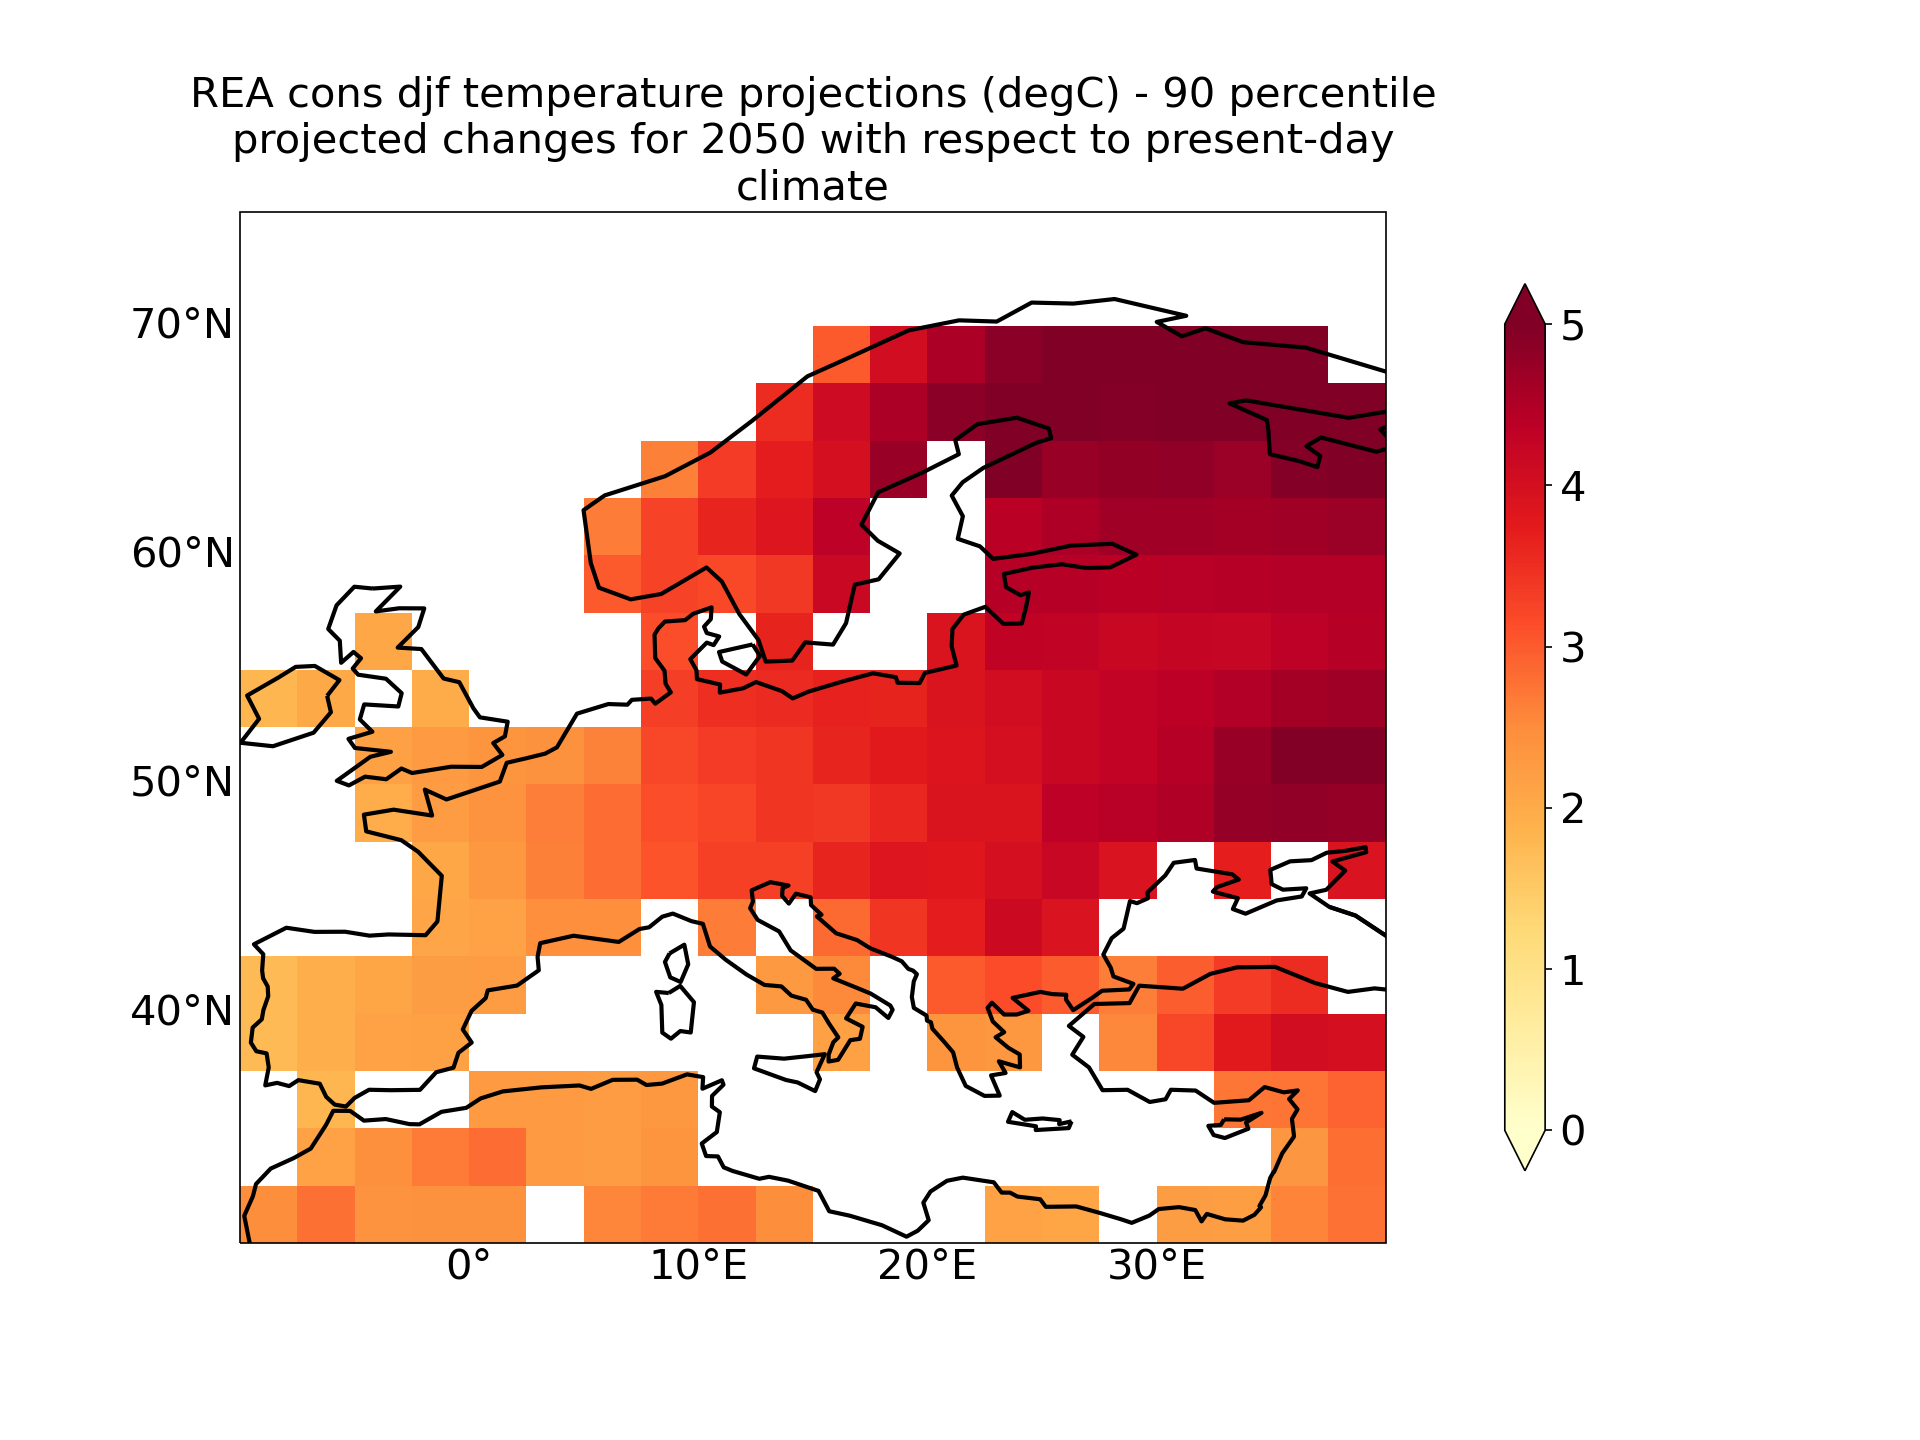 REA cons djf temperature projections (degC) - 90 percentile
projected changes for 2050 with respect to present-day
climate
70°N
60°N
50°N
40°N
0°
10°E
20°E
30°E
5
4
3
2
1
0